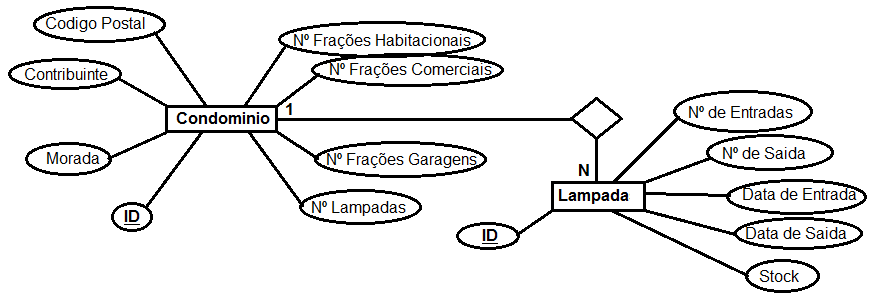 Codigo Postal
Nº Frações Habitacionais
Contribuinte
Nº Frações Comerciais
Condominio
1
Nº de Entradas
Morada
Nº Frações Garagens
Nº de Saida
N
Lampada
Data de Entrada
ID
Nº Lampadas
ID
Data de Saida
Stock